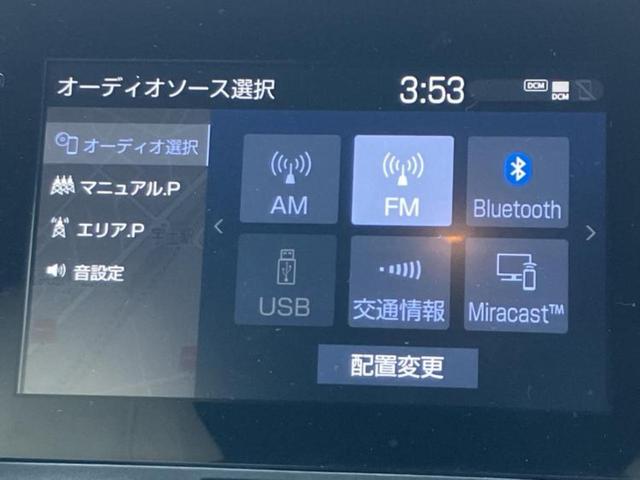 オーディオソース選択 3:53 DCM DCM
オーディオ選択
マニュアル.P
エリア.P
音設定
AM FM Bluetooth
USB 交通情報 Miracast™
配置変更